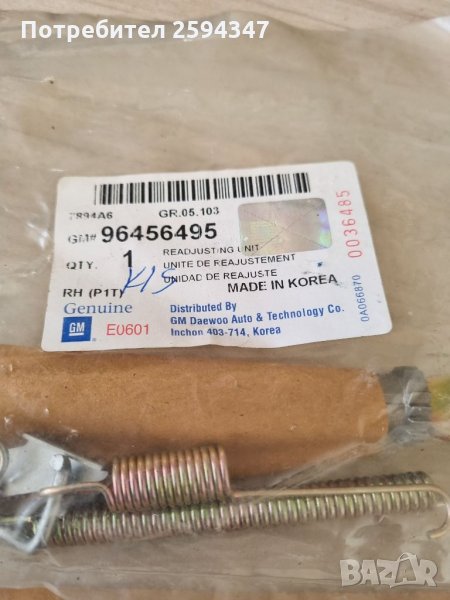 Потребител 2594347
7894A6 GR.05.103
GM# 96456495
QTY. 1
READJUSTING UNIT
UNITE DE REAJUSTEMENT
UNIDAD DE REAJUSTE
RH (P1T)
MADE IN KOREA
Genuine
GM
E0601
Distributed By
GM Daewoo Auto & Technology Co.
Inchon 403-714, Korea
0036485
0A066870
BAZAR